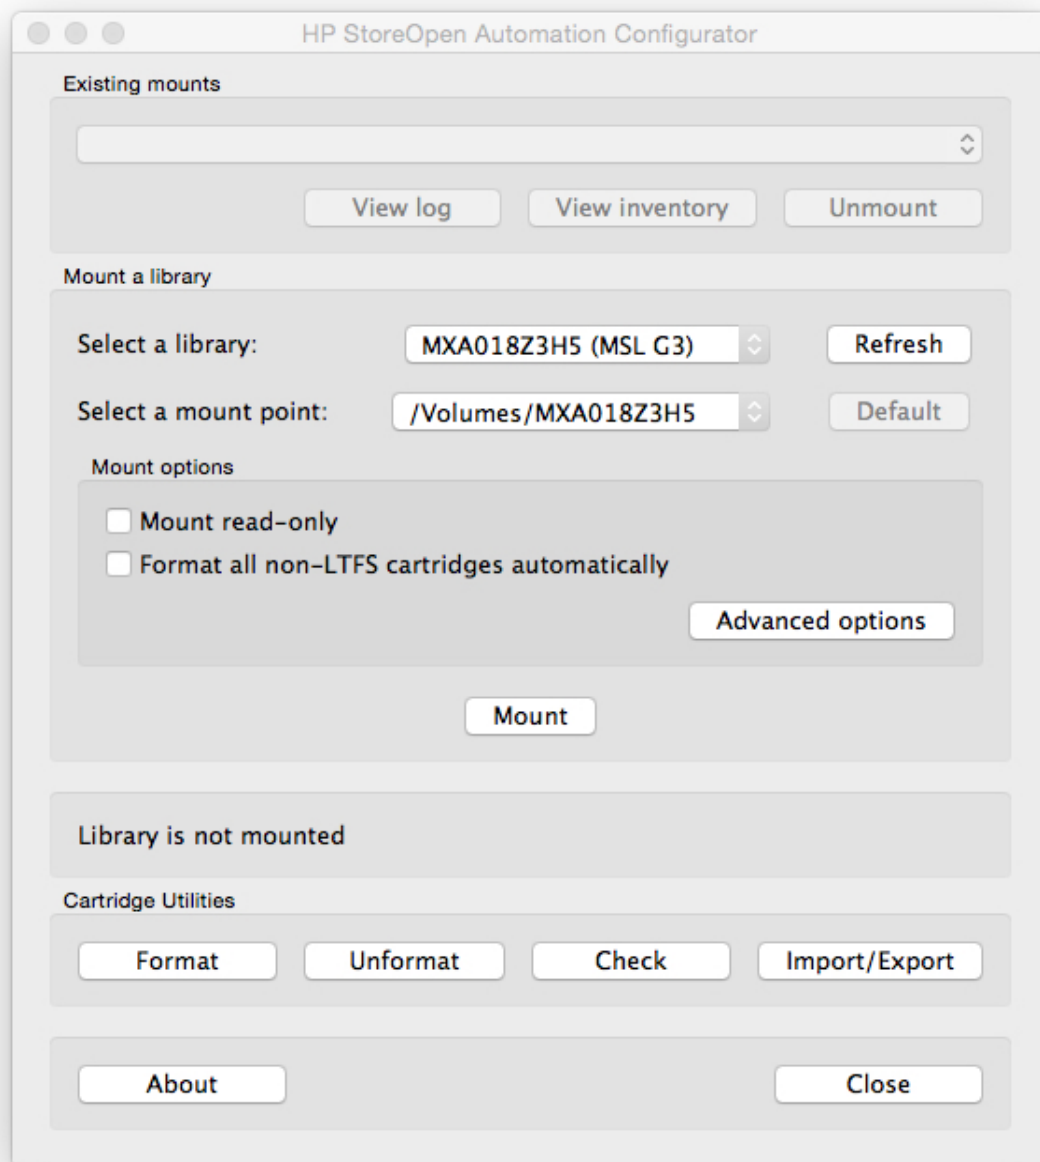 HP StoreOpen Automation Configurator
Existing mounts
View log View inventory Unmount
Mount a library
Select a library: MXA018Z3H5 (MSL G3) Refresh
Select a mount point: /Volumes/MXA018Z3H5 Default
Mount options
Mount read-only
Format all non-LTFS cartridges automatically
Advanced options
Mount
Library is not mounted
Cartridge Utilities
Format Unformat Check Import/Export
About Close